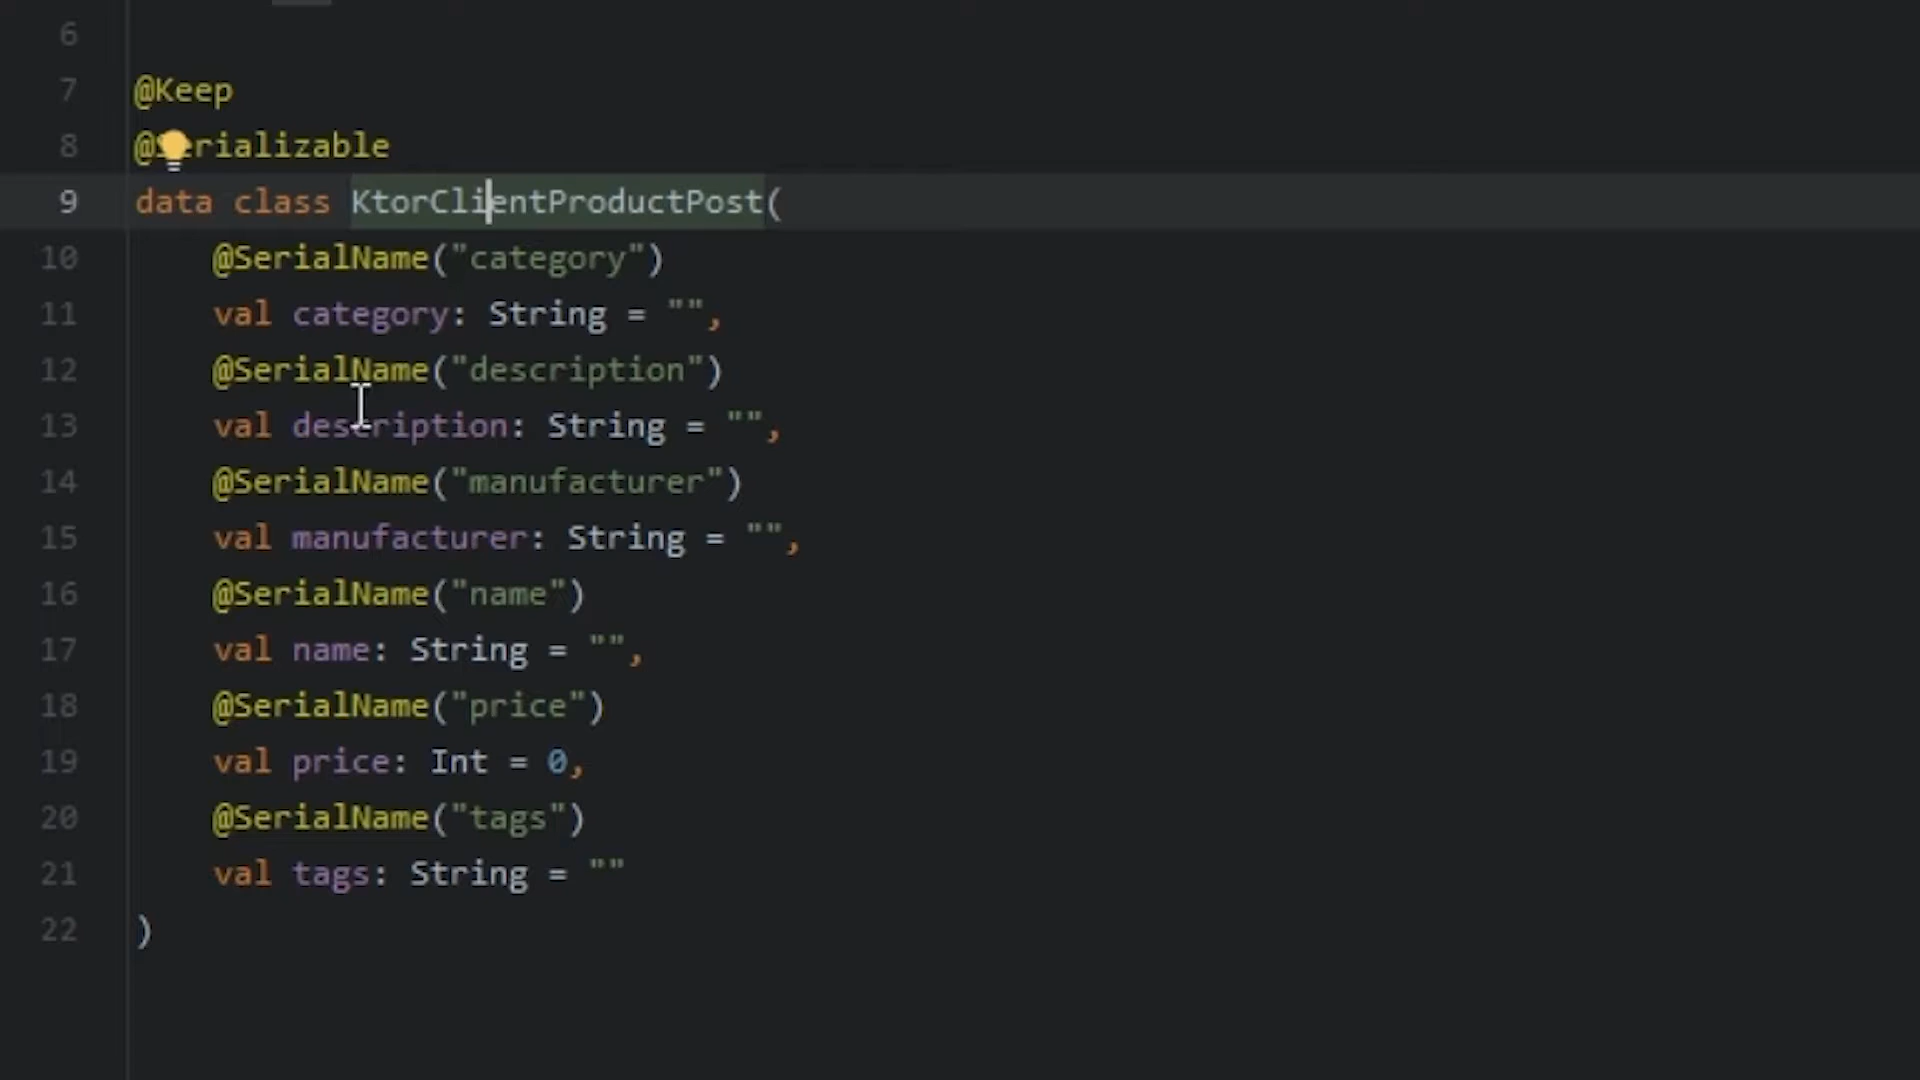 6
7 @Keep
8 @Serializable
9 data class KtorClientProductPost(
10 @SerialName("category")
11 val category: String = "",
12 @SerialName("description")
13 val description: String = "",
14 @SerialName("manufacturer")
15 val manufacturer: String = "",
16 @SerialName("name")
17 val name: String = "",
18 @SerialName("price")
19 val price: Int = 0,
20 @SerialName("tags")
21 val tags: String = ""
22 )